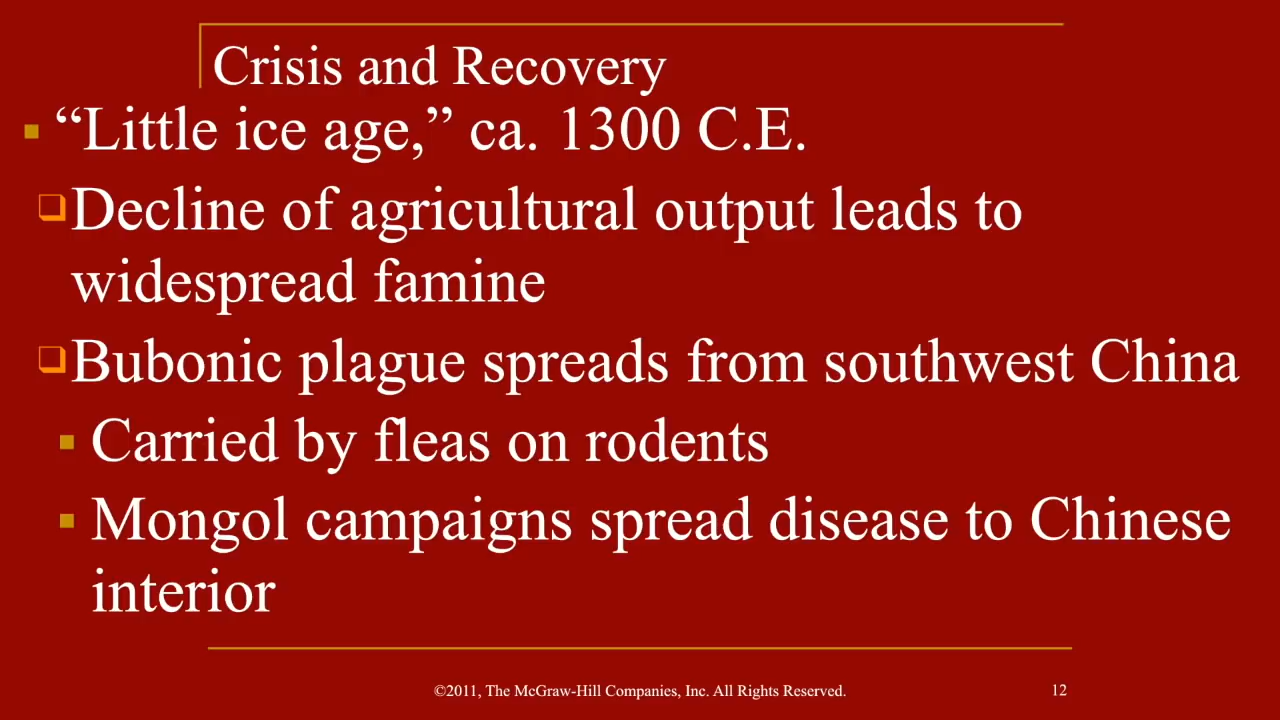 Crisis and Recovery
“Little ice age,” ca. 1300 C.E.
Decline of agricultural output leads to
widespread famine
Bubonic plague spreads from southwest China
Carried by fleas on rodents
Mongol campaigns spread disease to Chinese
interior
©2011, The McGraw-Hill Companies, Inc. All Rights Reserved.
12